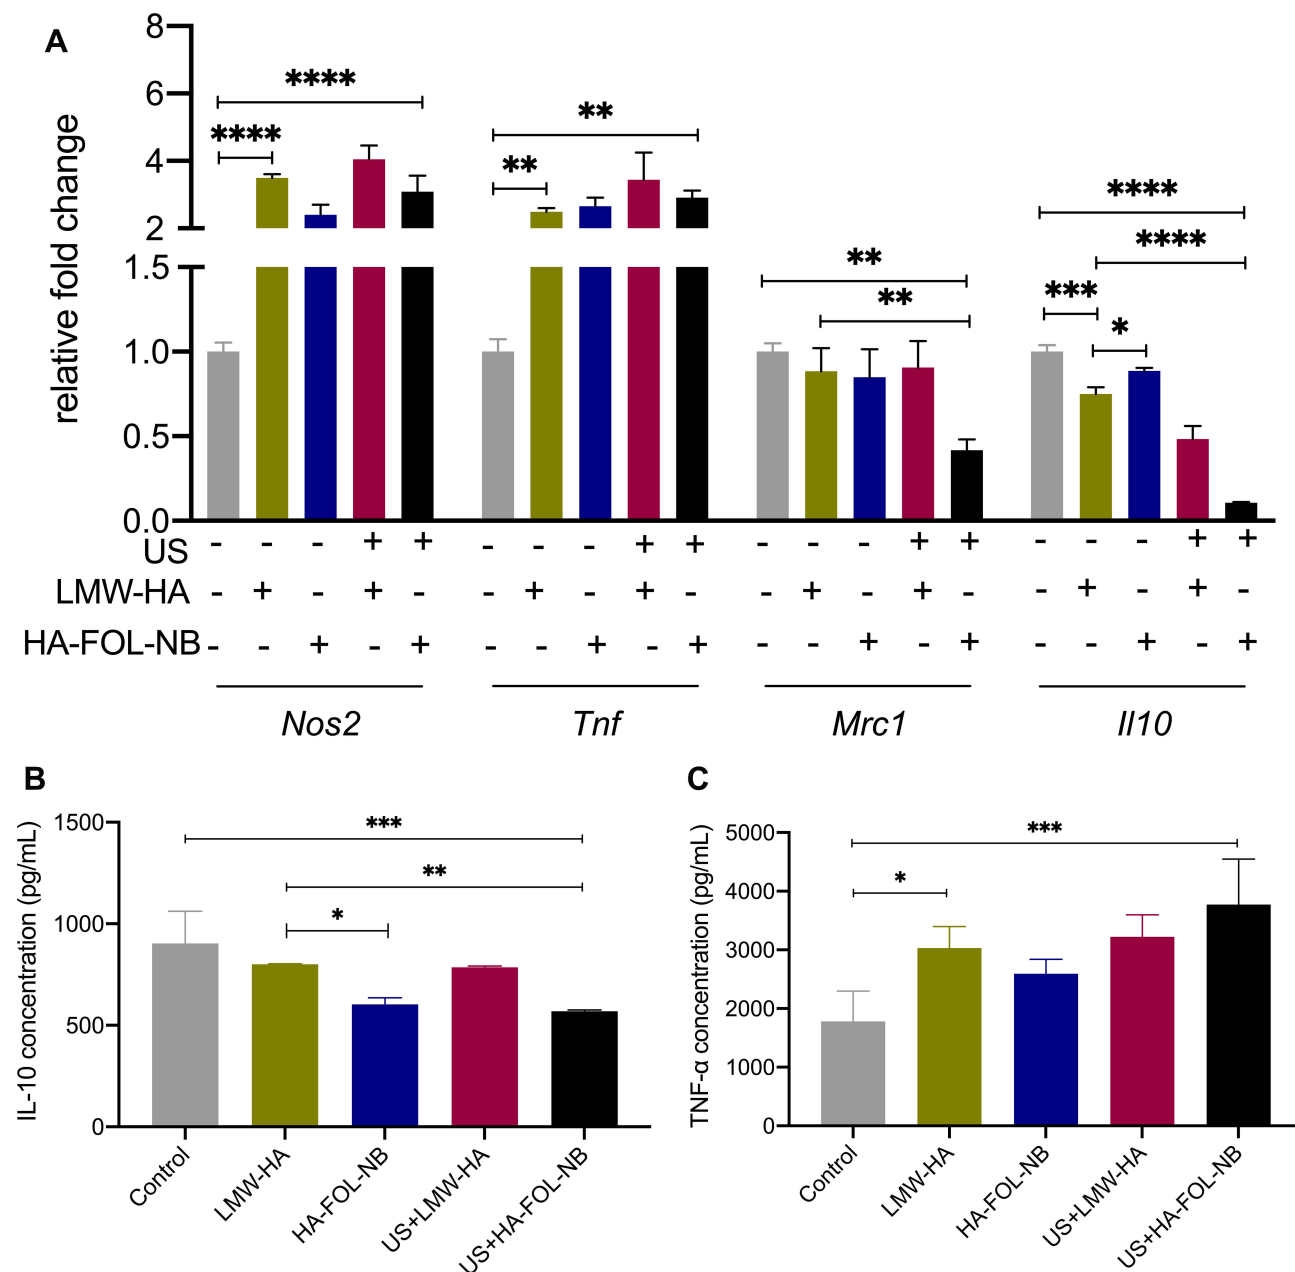 A
relative fold change
8
6
4
2
1.5
1.0
0.5
0.0
**** **** ** ** ** ** **** **** *** *
US - - - + + - - - + + - - - + + - - - + +
LMW-HA - + - + - - + - + - - + - + - - + - + -
HA-FOL-NB - - + - + - - + - + - - + - + - - + - +
Nos2 Tnf Mrc1 Il10
B
IL-10 concentration (pg/mL)
1500
1000
500
0
***
**
*
Control LMW-HA HA-FOL-NB US+LMW-HA US+HA-FOL-NB
C
TNF-α concentration (pg/mL)
5000
4000
3000
2000
1000
0
***
*
Control LMW-HA HA-FOL-NB US+LMW-HA US+HA-FOL-NB